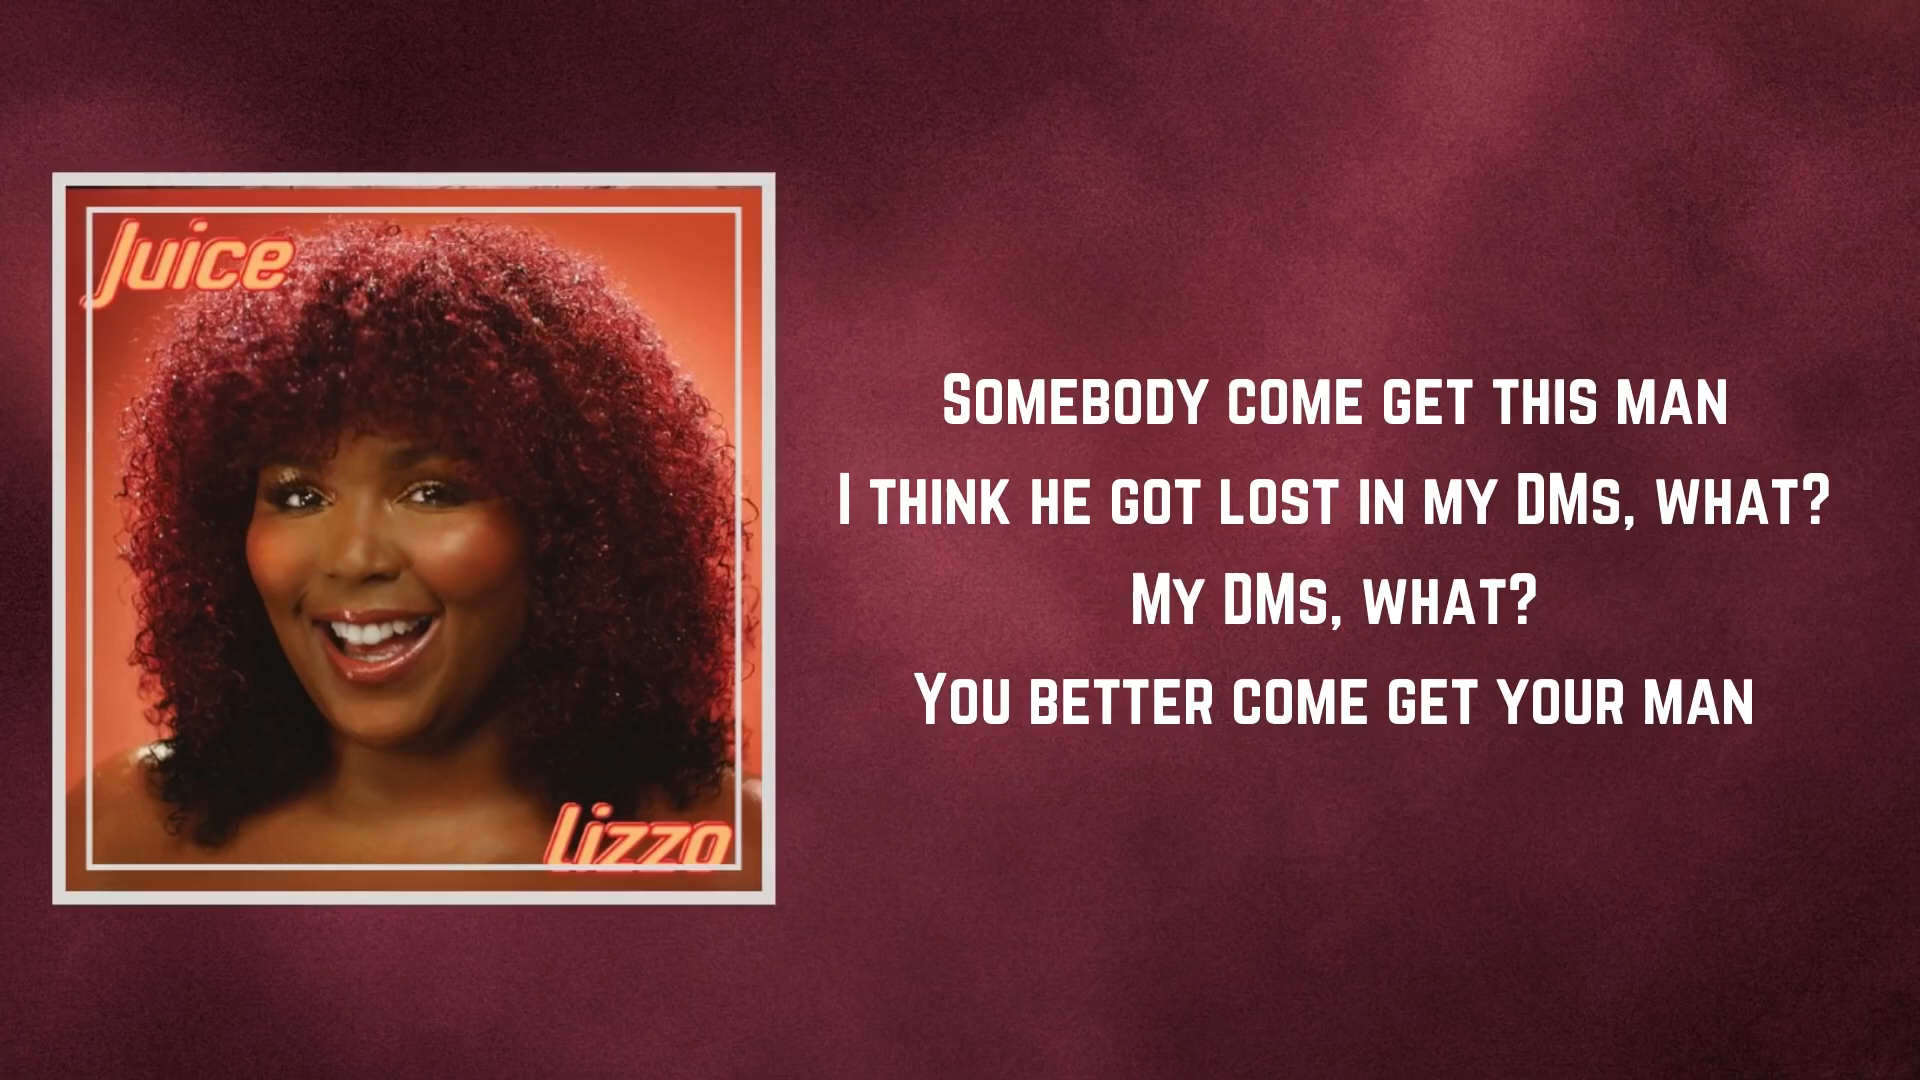 Juice
Lizzo
Somebody come get this man
I think he got lost in my DMs, what?
My DMs, what?
You better come get your man